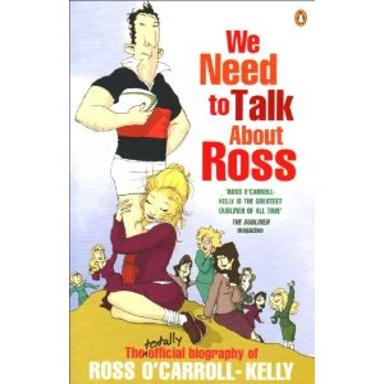 We
Need
to Talk
About
Ross
'ROSS O'CARROLL-
KELLY IS THE GREATEST
DUBLINER OF ALL TIME'
THE DUBLINER
magazine
totally
The official biography of
ROSS O'CARROLL-KELLY